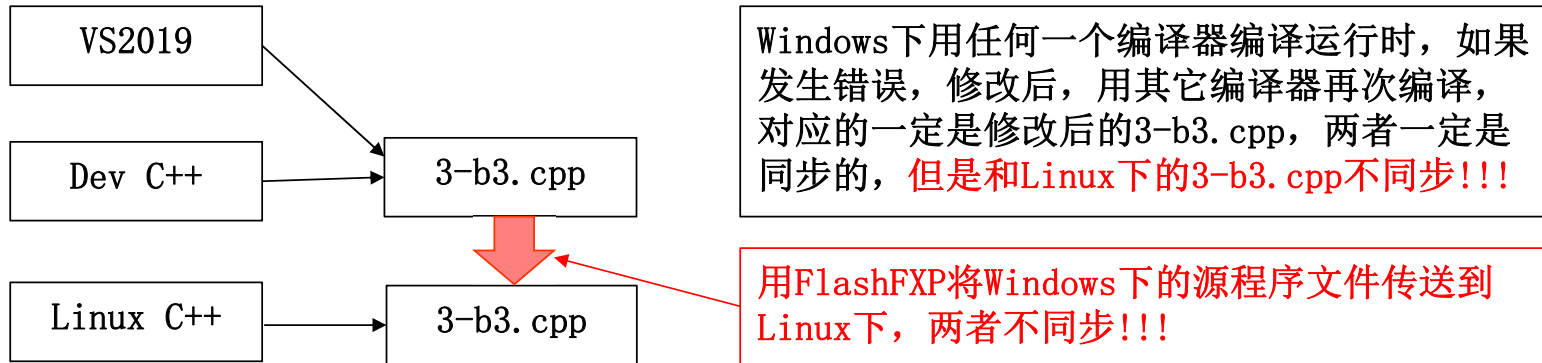 VS2019
Dev C++
3-b3.cpp
Linux C++
3-b3.cpp
Windows下用任何一个编译器编译运行时，如果
发生错误，修改后，用其它编译器再次编译，
对应的一定是修改后的3-b3.cpp，两者一定是
同步的，但是和Linux下的3-b3.cpp不同步!!!
用FlashFXP将Windows下的源程序文件传送到
Linux下，两者不同步!!!